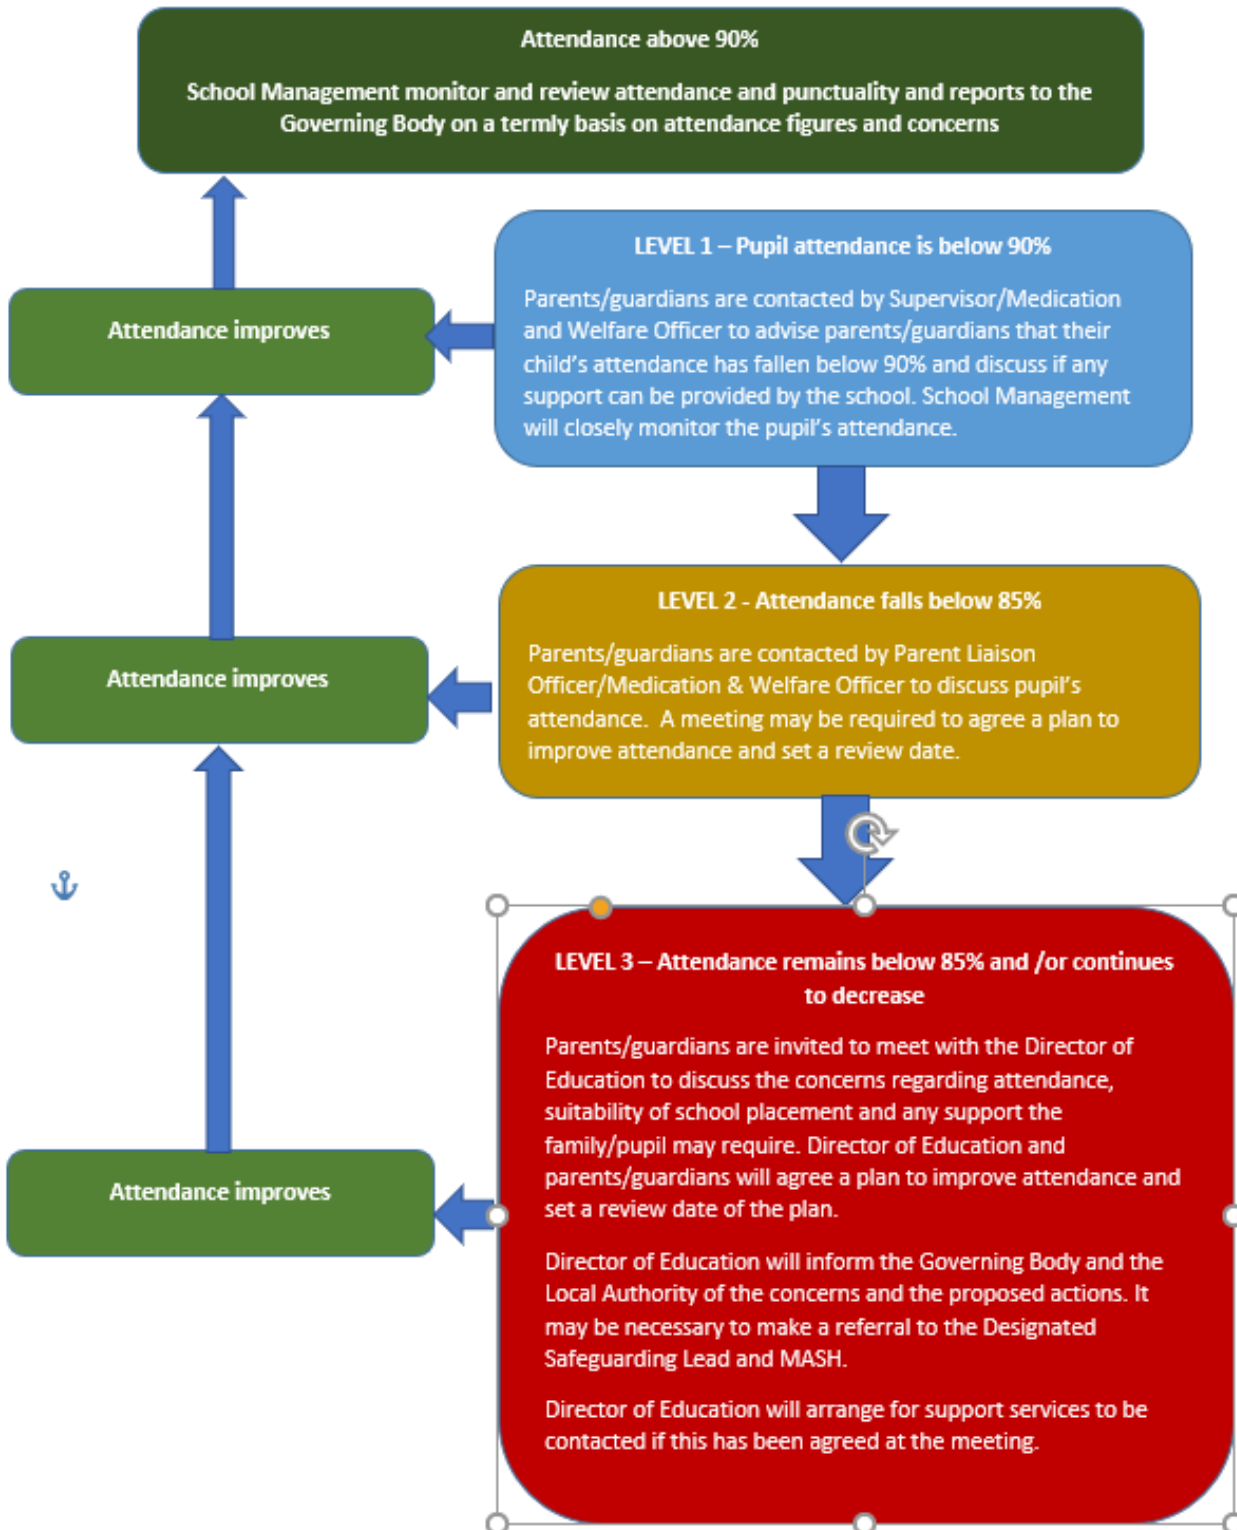 Attendance above 90%
School Management monitor and review attendance and punctuality and reports to the
Governing Body on a termly basis on attendance figures and concerns
LEVEL 1 – Pupil attendance is below 90%
Parents/guardians are contacted by Supervisor/Medication
and Welfare Officer to advise parents/guardians that their
child's attendance has fallen below 90% and discuss if any
support can be provided by the school. School Management
will closely monitor the pupil's attendance.
Attendance improves
LEVEL 2 - Attendance falls below 85%
Parents/guardians are contacted by Parent Liaison
Officer/Medication & Welfare Officer to discuss pupil's
attendance.  A meeting may be required to agree a plan to
improve attendance and set a review date.
Attendance improves
LEVEL 3 – Attendance remains below 85% and /or continues
to decrease
Parents/guardians are invited to meet with the Director of
Education to discuss the concerns regarding attendance,
suitability of school placement and any support the
family/pupil may require. Director of Education and
parents/guardians will agree a plan to improve attendance and
set a review date of the plan.
Director of Education will inform the Governing Body and the
Local Authority of the concerns and the proposed actions. It
may be necessary to make a referral to the Designated
Safeguarding Lead and MASH.
Director of Education will arrange for support services to be
contacted if this has been agreed at the meeting.
Attendance improves